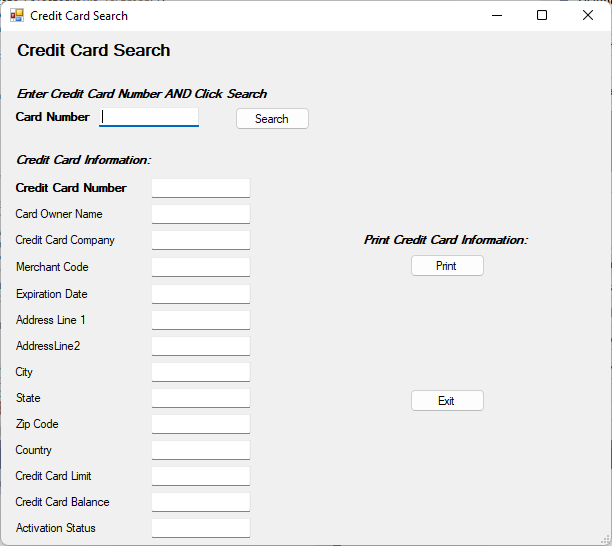 Credit Card Search
Credit Card Search
Enter Credit Card Number AND Click Search
Card Number
Search
Credit Card Information:
Credit Card Number
Card Owner Name
Credit Card Company
Print Credit Card Information:
Merchant Code
Print
Expiration Date
Address Line 1
AddressLine2
City
State
Exit
Zip Code
Country
Credit Card Limit
Credit Card Balance
Activation Status